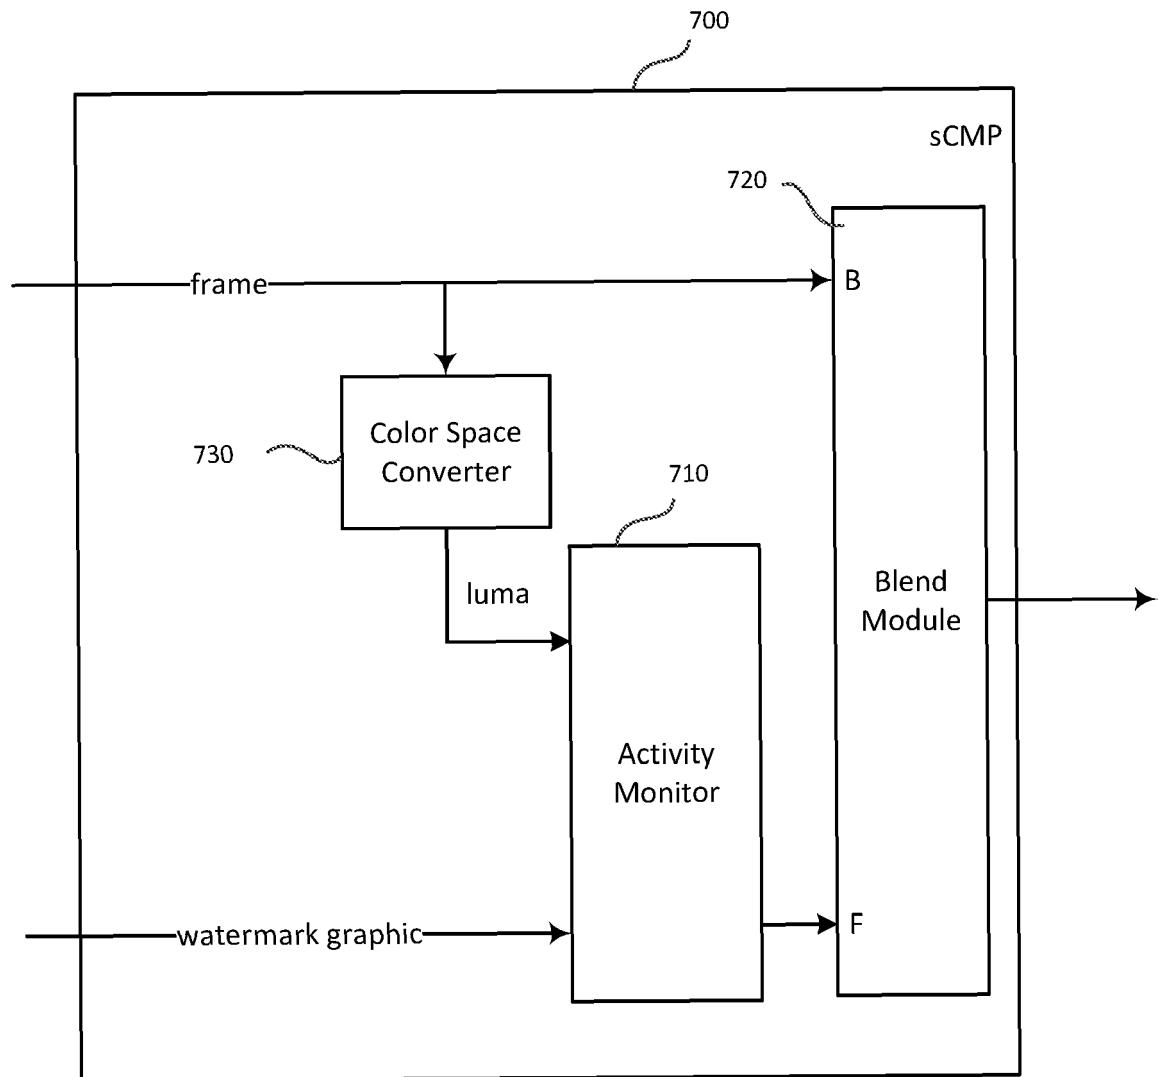 700
sCMP
720
frame
B
Color Space
Converter
730
710
luma
Blend
Module
Activity
Monitor
watermark graphic
F